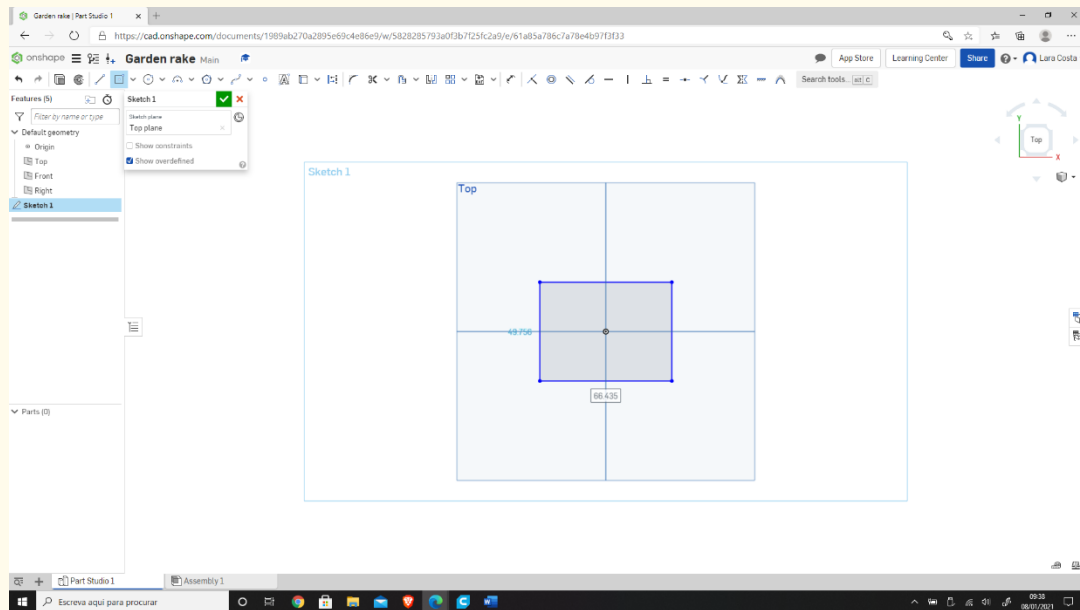 Garden rake | Part Studio 1
https://cad.onshape.com/documents/1989ab270a2895e69c4e86e9/w/5828285793a0f3b7f25fc2a9/e/61a85a786c7a78e4b97f3f33
onshape Garden rake Main App Store Learning Center Share Lara Costa
Search tools... alt C
Features (5)
Filter by name or type
Default geometry
Origin
Top
Front
Right
Sketch 1
Sketch 1
Sketch plane
Top plane
Show constraints
Show overdefined
Sketch 1
Top
49.756
66.435
Y
Top
X
Parts (0)
Part Studio 1 Assembly 1
Escreva aqui para procurar
09:38
08/01/2021